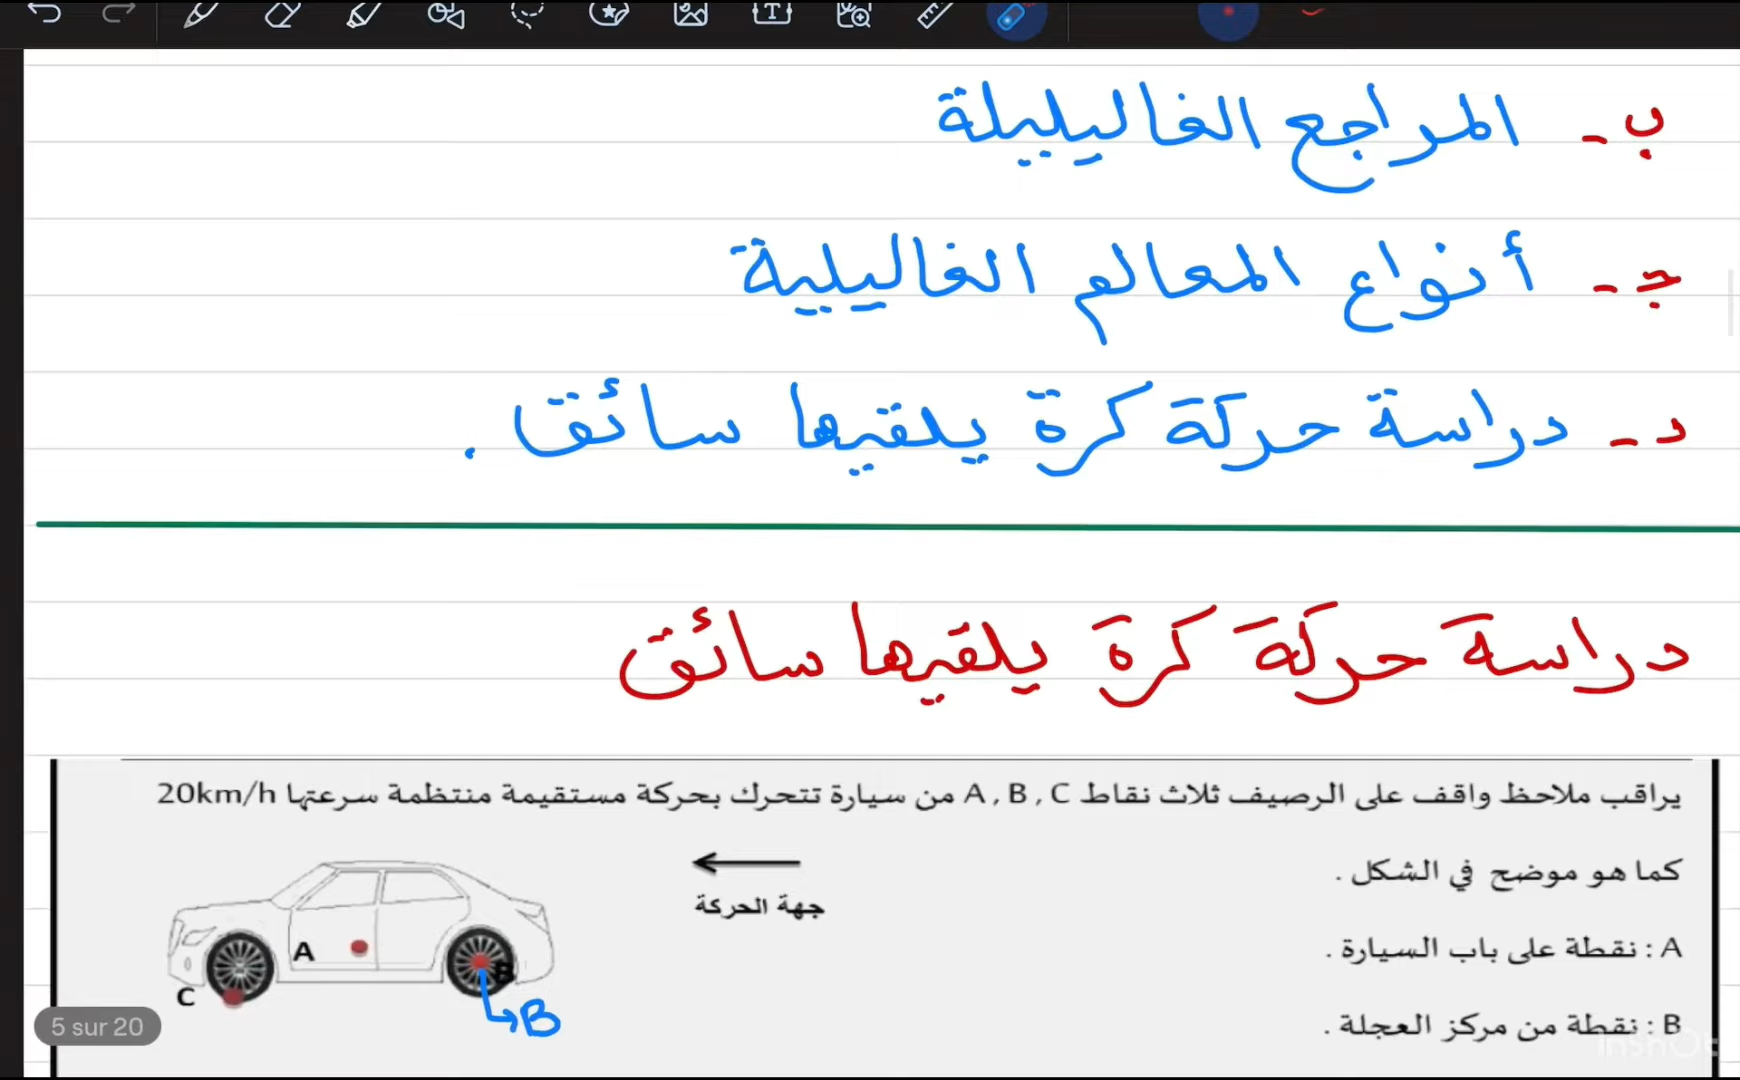 ب - المراجع الغاليليلة
ج - أنواع المعالم الغاليلية
د - دراسة حركة كرة يلقيها سائق .
دراسة حركة كرة يلقيها سائق
يراقب ملاحظ واقف على الرصيف ثلاث نقاط A , B , C من سيارة تتحرك بحركة مستقيمة منتظمة سرعتها 20km/h
كما هو موضح في الشكل .
جهة الحركة
A : نقطة على باب السيارة .
A
B
C
B
B : نقطة من مركز العجلة .
5 sur 20
InShOt